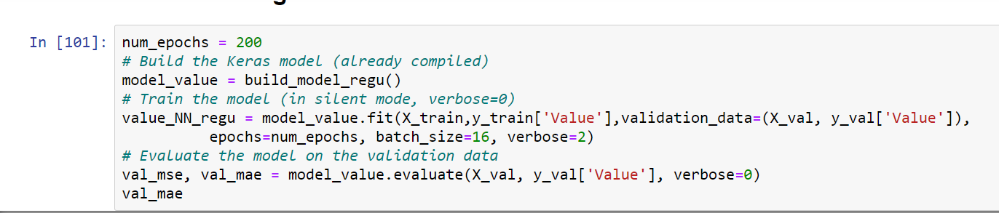 In [101]: num_epochs = 200
# Build the Keras model (already compiled)
model_value = build_model_regu()
# Train the model (in silent mode, verbose=0)
value_NN_regu = model_value.fit(X_train,y_train['Value'],validation_data=(X_val, y_val['Value']),
epochs=num_epochs, batch_size=16, verbose=2)
# Evaluate the model on the validation data
val_mse, val_mae = model_value.evaluate(X_val, y_val['Value'], verbose=0)
val_mae